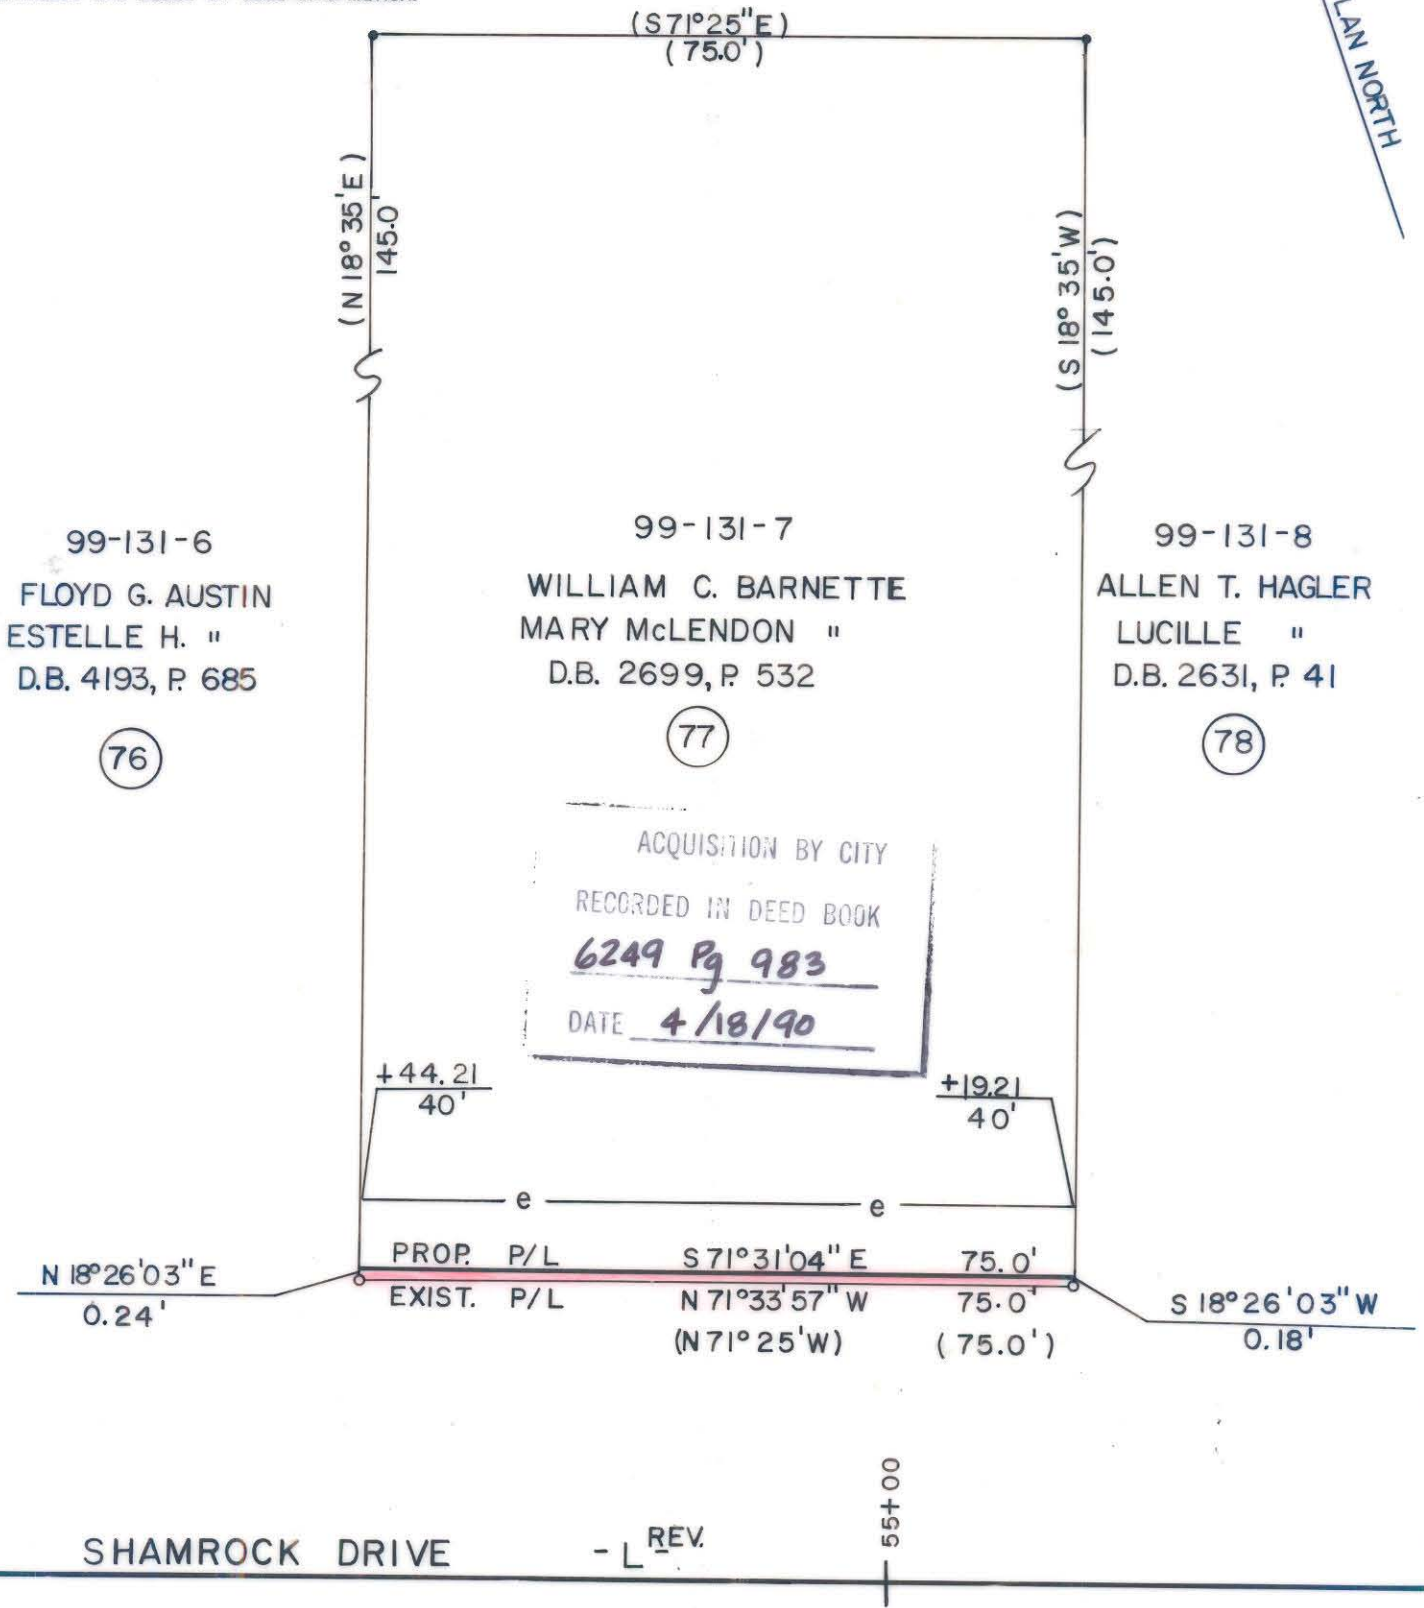 (S71°25"E)
(75.0')
LAN NORTH
(N 18° 35'E)
145.0'
(S 18° 35'W)
(145.0')
99-131-6
FLOYD G. AUSTIN
ESTELLE H. "
D.B. 4193, P. 685
76
99-131-7
WILLIAM C. BARNETTE
MARY McLENDON "
D.B. 2699, P. 532
77
99-131-8
ALLEN T. HAGLER
LUCILLE "
D.B. 2631, P. 41
78
ACQUISITION BY CITY
RECORDED IN DEED BOOK
6249 Pg 983
DATE 4/18/90
+44.21
40'
+19.21
40'
e e
PROP. P/L S 71°31'04" E 75.0'
EXIST. P/L N 71°33'57" W 75.0'
(N 71° 25'W) (75.0')
N 18°26'03" E
0.24'
S 18°26'03" W
0.18'
55+00
SHAMROCK DRIVE - L REV.